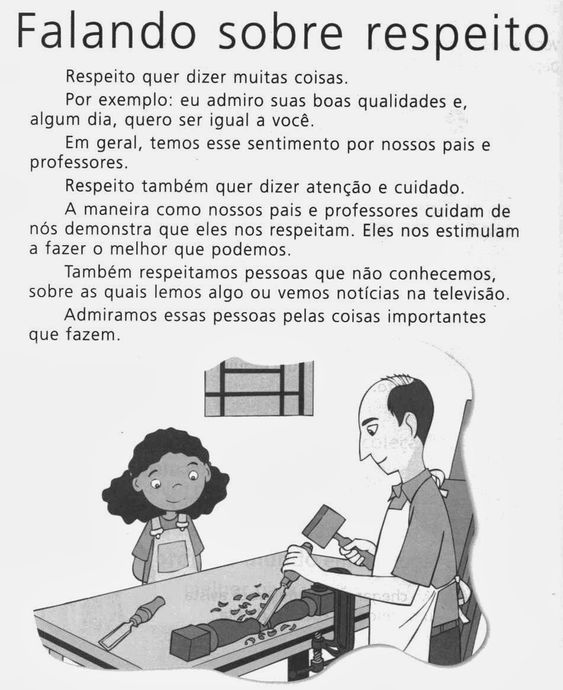 Falando sobre respeito
Respeito quer dizer muitas coisas.
Por exemplo: eu admiro suas boas qualidades e,
algum dia, quero ser igual a você.
Em geral, temos esse sentimento por nossos pais e
professores.
Respeito também quer dizer atenção e cuidado.
A maneira como nossos pais e professores cuidam de
nós demonstra que eles nos respeitam. Eles nos estimulam
a fazer o melhor que podemos.
Também respeitamos pessoas que não conhecemos,
sobre as quais lemos algo ou vemos notícias na televisão.
Admiramos essas pessoas pelas coisas importantes
que fazem.